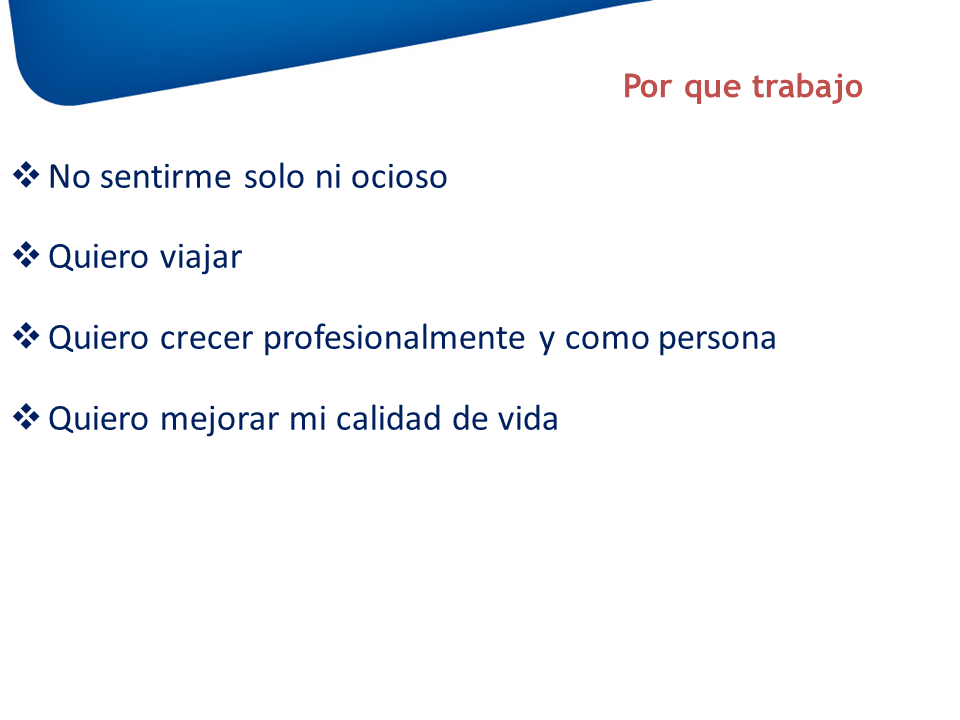 Por que trabajo
No sentirme solo ni ocioso
Quiero viajar
Quiero crecer profesionalmente y como persona
Quiero mejorar mi calidad de vida